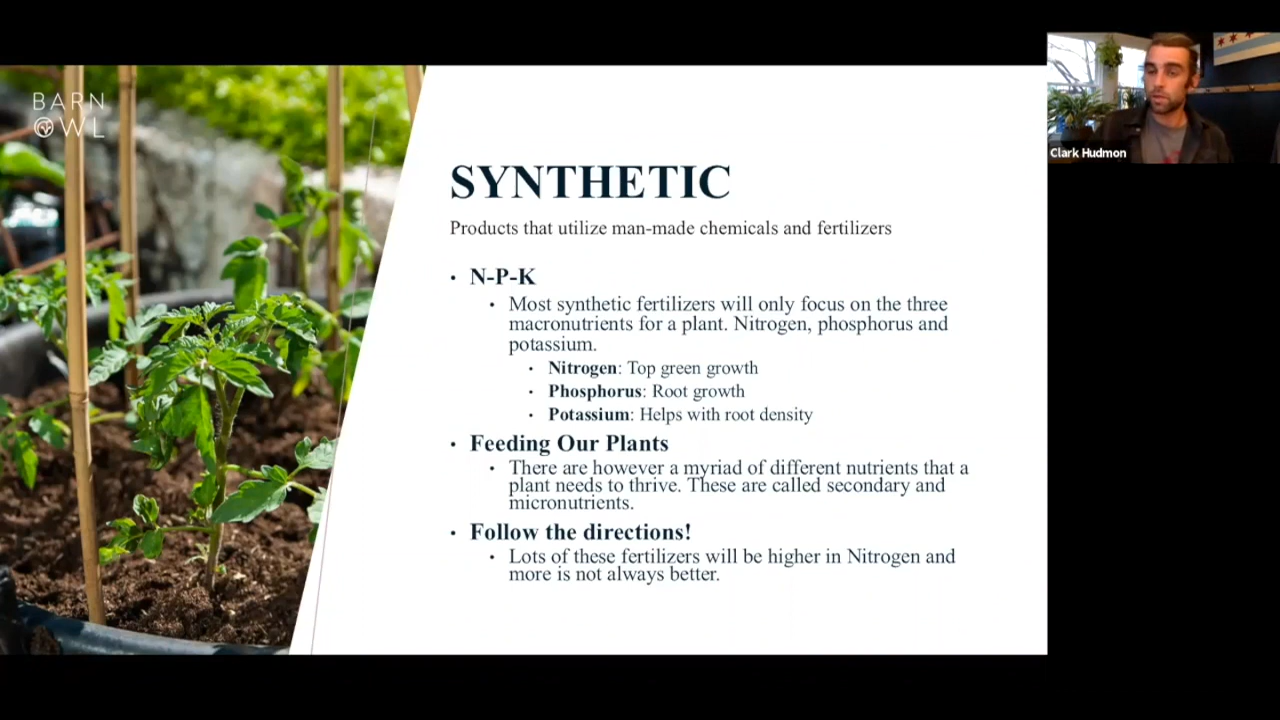 BARN
OWL
SYNTHETIC
Products that utilize man-made chemicals and fertilizers
• N-P-K
• Most synthetic fertilizers will only focus on the three
macronutrients for a plant. Nitrogen, phosphorus and
potassium.
• Nitrogen: Top green growth
• Phosphorus: Root growth
• Potassium: Helps with root density
• Feeding Our Plants
• There are however a myriad of different nutrients that a
plant needs to thrive. These are called secondary and
micronutrients.
• Follow the directions!
• Lots of these fertilizers will be higher in Nitrogen and
more is not always better.
Clark Hudmon